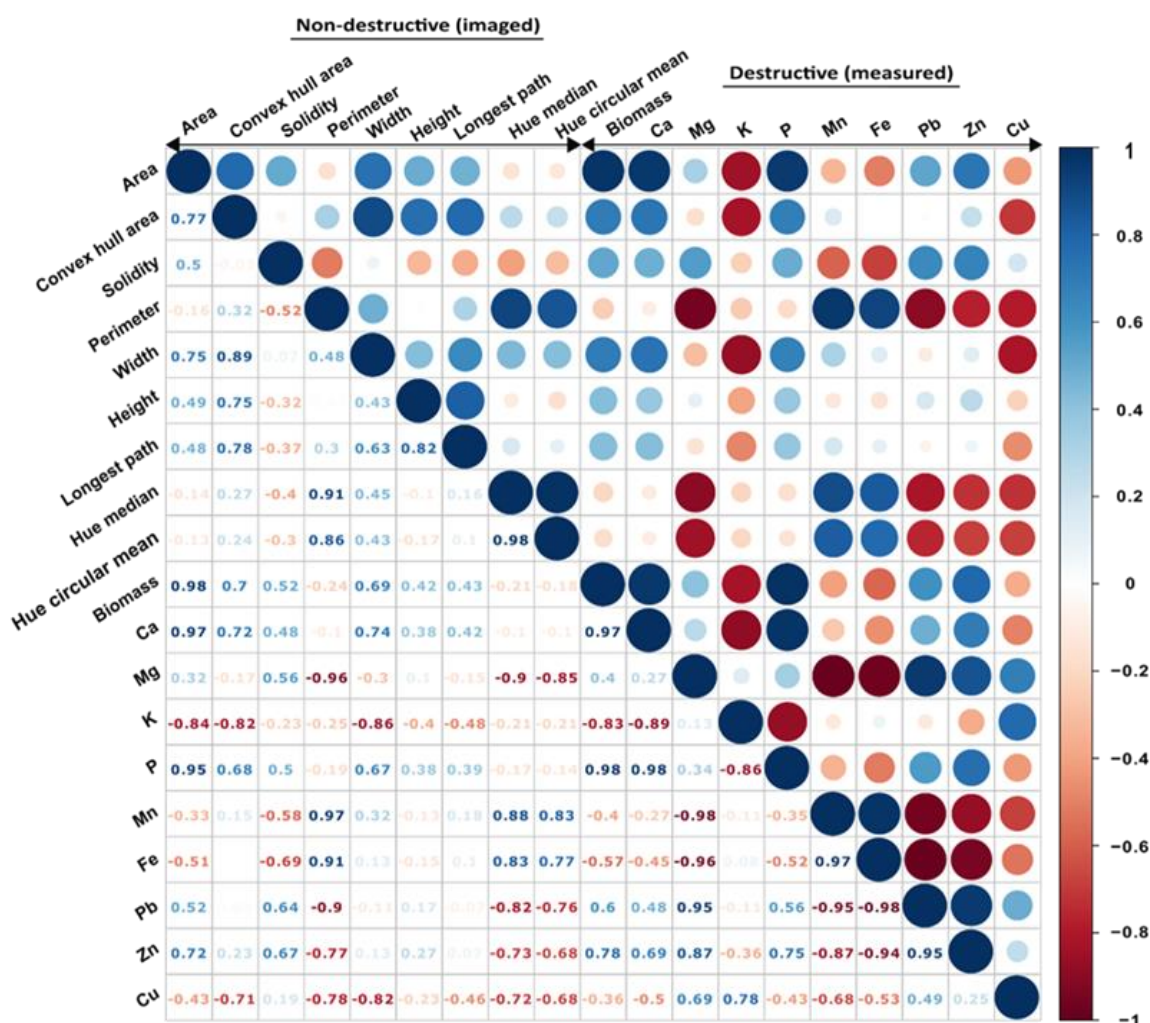 Non-destructive (imaged)
Destructive (measured)
Area Convex hull area Solidity Perimeter Width Height Longest path Hue median Hue circular mean Biomass Ca Mg K P Mn Fe Pb Zn Cu
Area
Convex hull area 0.77
Solidity 0.5
Perimeter -0.16 0.32 -0.52
Width 0.75 0.89 0.07 0.48
Height 0.49 0.75 -0.32 0.43
Longest path 0.48 0.78 -0.37 0.3 0.63 0.82
Hue median -0.14 0.27 -0.4 0.91 0.45 -0.1 0.16
Hue circular mean -0.13 0.24 -0.3 0.86 0.43 -0.17 0.1 0.98
Biomass 0.98 0.7 0.52 -0.24 0.69 0.42 0.43 -0.21 -0.18
Ca 0.97 0.72 0.48 -0.1 0.74 0.38 0.42 -0.1 -0.1 0.97
Mg 0.32 -0.17 0.56 -0.96 -0.3 0.1 -0.15 -0.9 -0.85 0.4 0.27
K -0.84 -0.82 -0.23 -0.25 -0.86 -0.4 -0.48 -0.21 -0.21 -0.83 -0.89 0.13
P 0.95 0.68 0.5 -0.19 0.67 0.38 0.39 -0.17 -0.14 0.98 0.98 0.34 -0.86
Mn -0.33 0.15 -0.58 0.97 0.32 -0.13 0.18 0.88 0.83 -0.4 -0.27 -0.98 -0.11 -0.35
Fe -0.51 -0.69 0.91 0.13 -0.15 0.1 0.83 0.77 -0.57 -0.45 -0.96 0.08 -0.52 0.97
Pb 0.52 0.64 -0.9 -0.11 0.17 -0.07 -0.82 -0.76 0.6 0.48 0.95 -0.11 0.56 -0.95 -0.98
Zn 0.72 0.23 0.67 -0.77 0.13 0.27 0.07 -0.73 -0.68 0.78 0.69 0.87 -0.36 0.75 -0.87 -0.94 0.95
Cu -0.43 -0.71 0.19 -0.78 -0.82 -0.23 -0.46 -0.72 -0.68 -0.36 -0.5 0.69 0.78 -0.43 -0.68 -0.53 0.49 0.25
1
0.8
0.6
0.4
0.2
0
−0.2
−0.4
−0.6
−0.8
−1